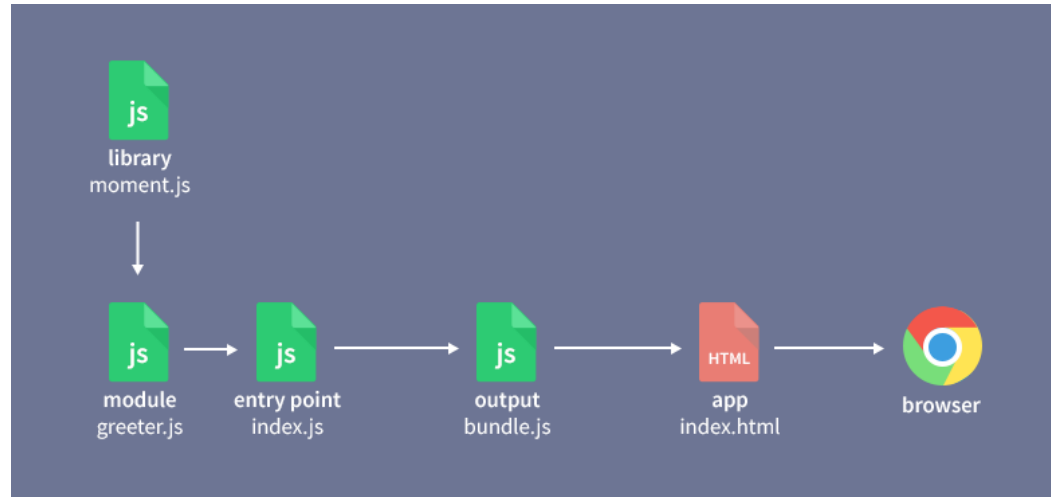 js
library
moment.js
js
module
greeter.js
js
entry point
index.js
js
output
bundle.js
HTML
app
index.html
browser